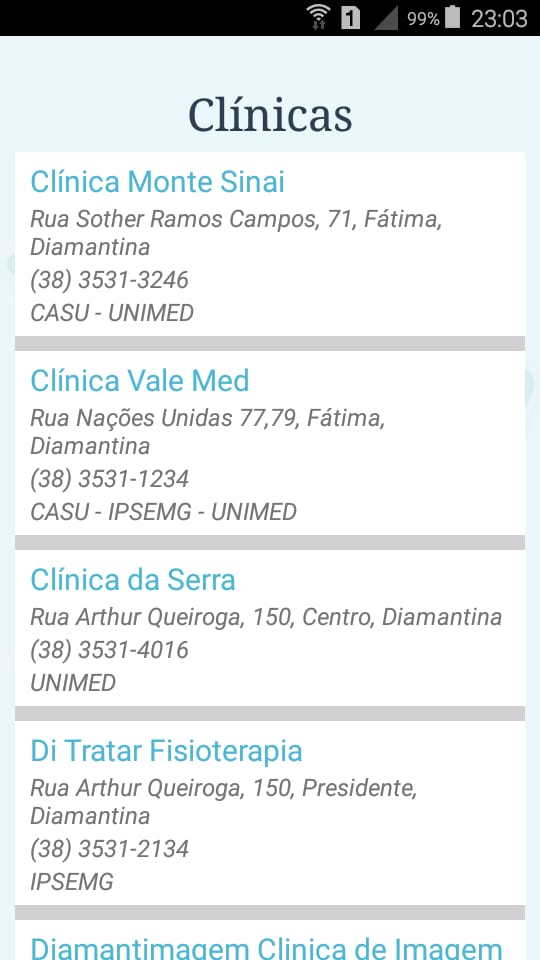 1 99% 23:03
Clínicas
Clínica Monte Sinai
Rua Sother Ramos Campos, 71, Fátima,
Diamantina
(38) 3531-3246
CASU - UNIMED
Clínica Vale Med
Rua Nações Unidas 77,79, Fátima,
Diamantina
(38) 3531-1234
CASU - IPSEMG - UNIMED
Clínica da Serra
Rua Arthur Queiroga, 150, Centro, Diamantina
(38) 3531-4016
UNIMED
Di Tratar Fisioterapia
Rua Arthur Queiroga, 150, Presidente,
Diamantina
(38) 3531-2134
IPSEMG
Diamantimagem Clinica de Imagem